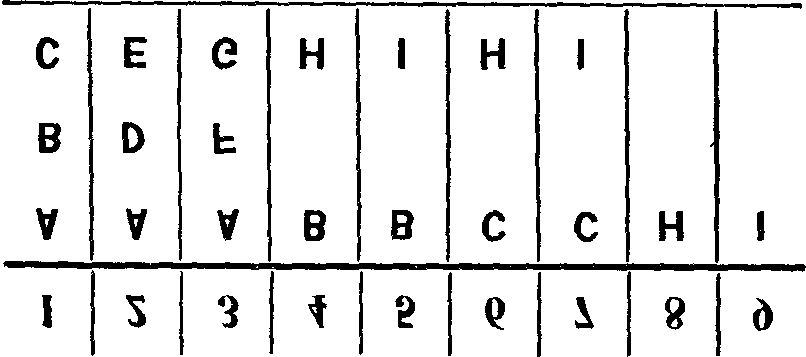 1 2 3 4 5 6 7 8 9
A A A B B C C H I
B D F
C E G H I H I